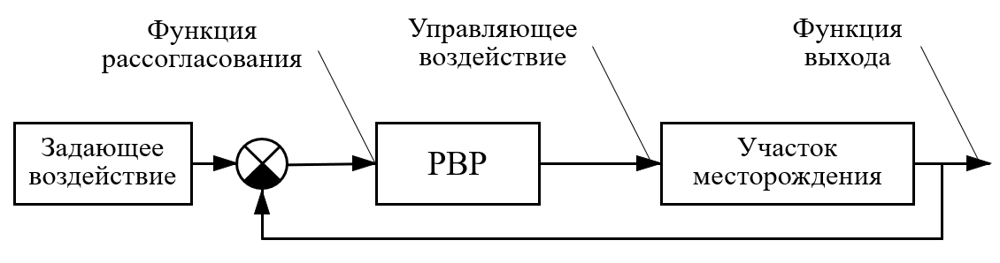 Функция
рассогласования
Управляющее
воздействие
Функция
выхода
Задающее
воздействие
РВР
Участок
месторождения